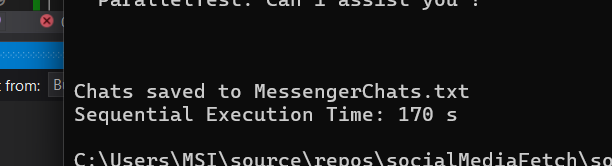 ParallelTest. Can I assist you ?
t from:
Chats saved to MessengerChats.txt
Sequential Execution Time: 170 s
C:\Users\MSI\source\repos\socialMediaFetch\so